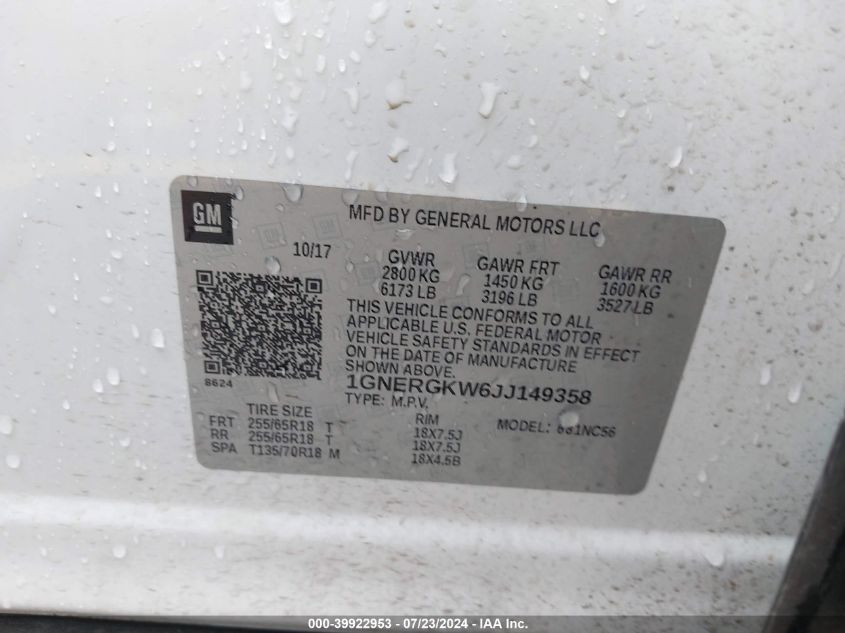 GM
MFD BY GENERAL MOTORS LLC
10/17
GVWR GAWR FRT GAWR RR
2800 KG 1450 KG 1600 KG
6173 LB 3196 LB 3527 LB
THIS VEHICLE CONFORMS TO ALL
APPLICABLE U.S. FEDERAL MOTOR
VEHICLE SAFETY STANDARDS IN EFFECT
ON THE DATE OF MANUFACTURE
SHOWN ABOVE.
8624
1GNERGKW6JJ149358
TYPE: M.P.V.
TIRE SIZE RIM MODEL:
FRT 255/65R18 T 18X7.5J
RR 255/65R18 T 18X7.5J
SPA T135/70R18 M 18X4.5B
000-39922953 - 07/23/2024 - IAA Inc.